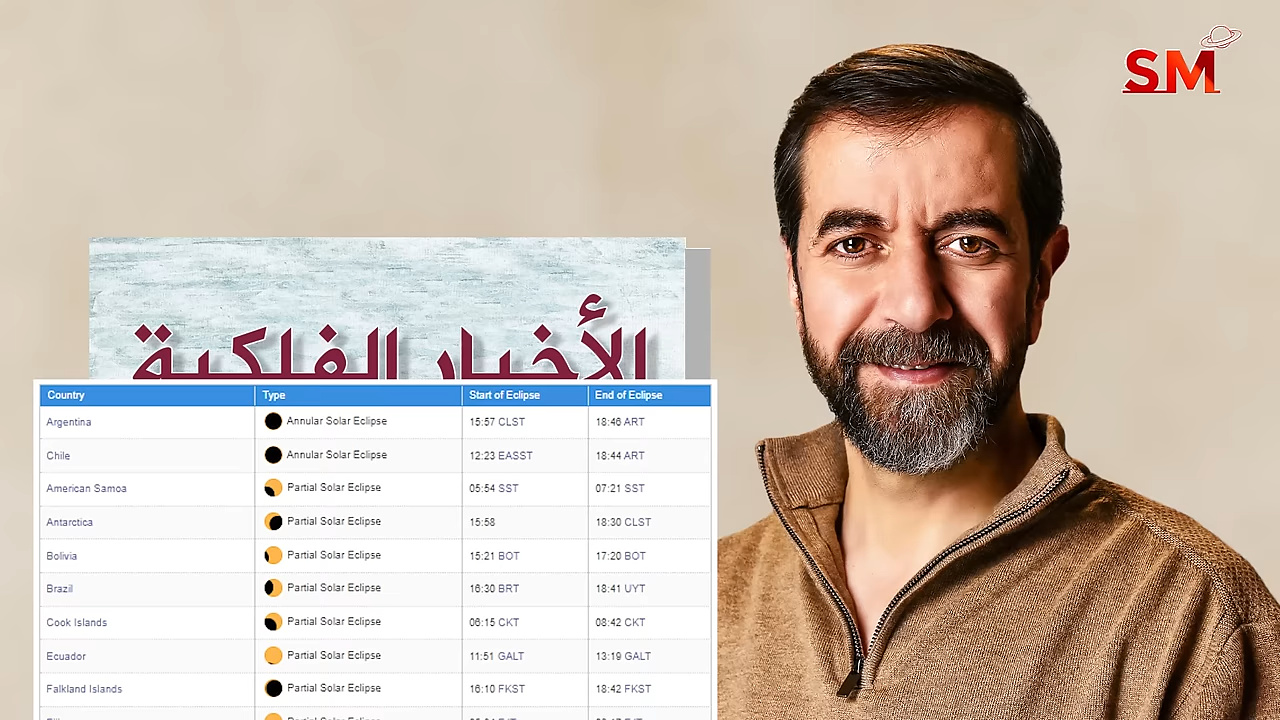 SM
الأخبار الفلكية
Country Type Start of Eclipse End of Eclipse
Argentina Annular Solar Eclipse 15:57 CLST 18:46 ART
Chile Annular Solar Eclipse 12:23 EASST 18:44 ART
American Samoa Partial Solar Eclipse 05:54 SST 07:21 SST
Antarctica Partial Solar Eclipse 15:58 18:30 CLST
Bolivia Partial Solar Eclipse 15:21 BOT 17:20 BOT
Brazil Partial Solar Eclipse 16:30 BRT 18:41 UYT
Cook Islands Partial Solar Eclipse 06:15 CKT 08:42 CKT
Ecuador Partial Solar Eclipse 11:51 GALT 13:19 GALT
Falkland Islands Partial Solar Eclipse 16:10 FKST 18:42 FKST
Partial Solar Eclipse